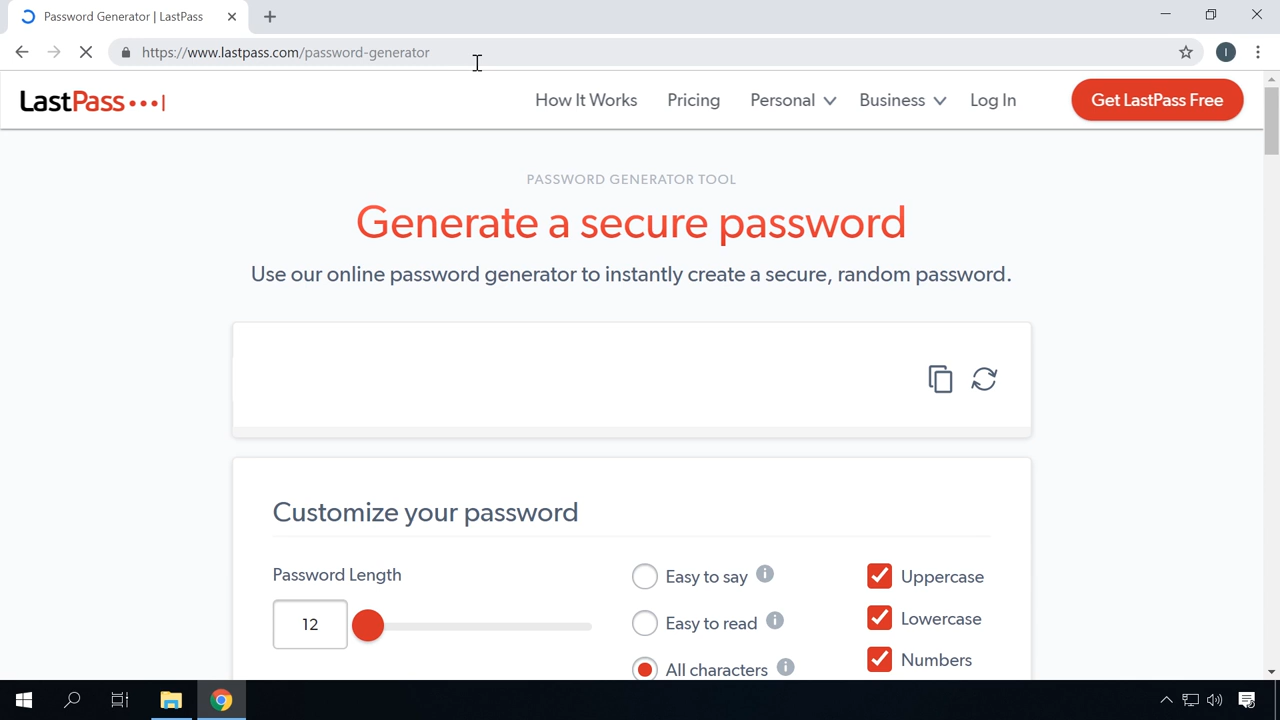 Password Generator | LastPass
https://www.lastpass.com/password-generator
I
LastPass
How It Works
Pricing
Personal
Business
Log In
Get LastPass Free
PASSWORD GENERATOR TOOL
Generate a secure password
Use our online password generator to instantly create a secure, random password.
Customize your password
Password Length
12
Easy to say
Easy to read
All characters
Uppercase
Lowercase
Numbers